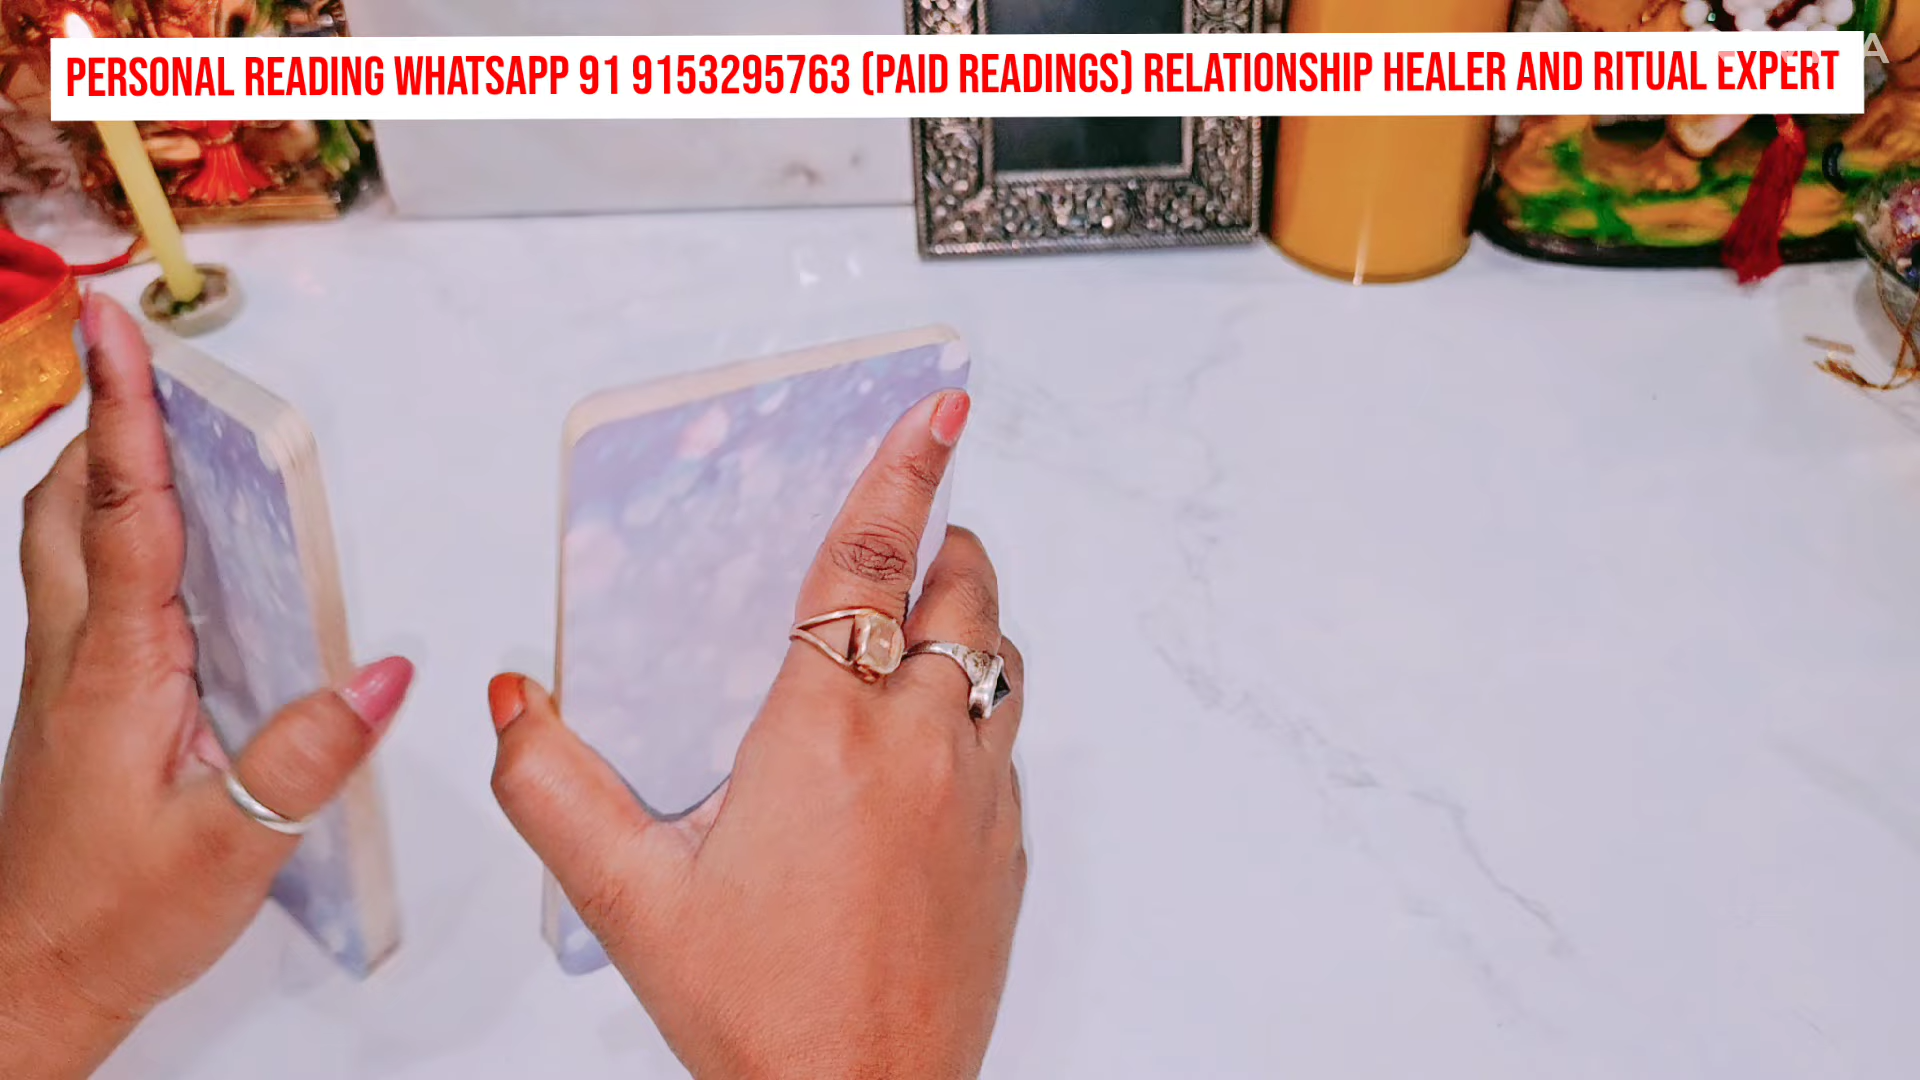 PERSONAL READING WHATSAPP 91 9153295763 (PAID READINGS) RELATIONSHIP HEALER AND RITUAL EXPERT